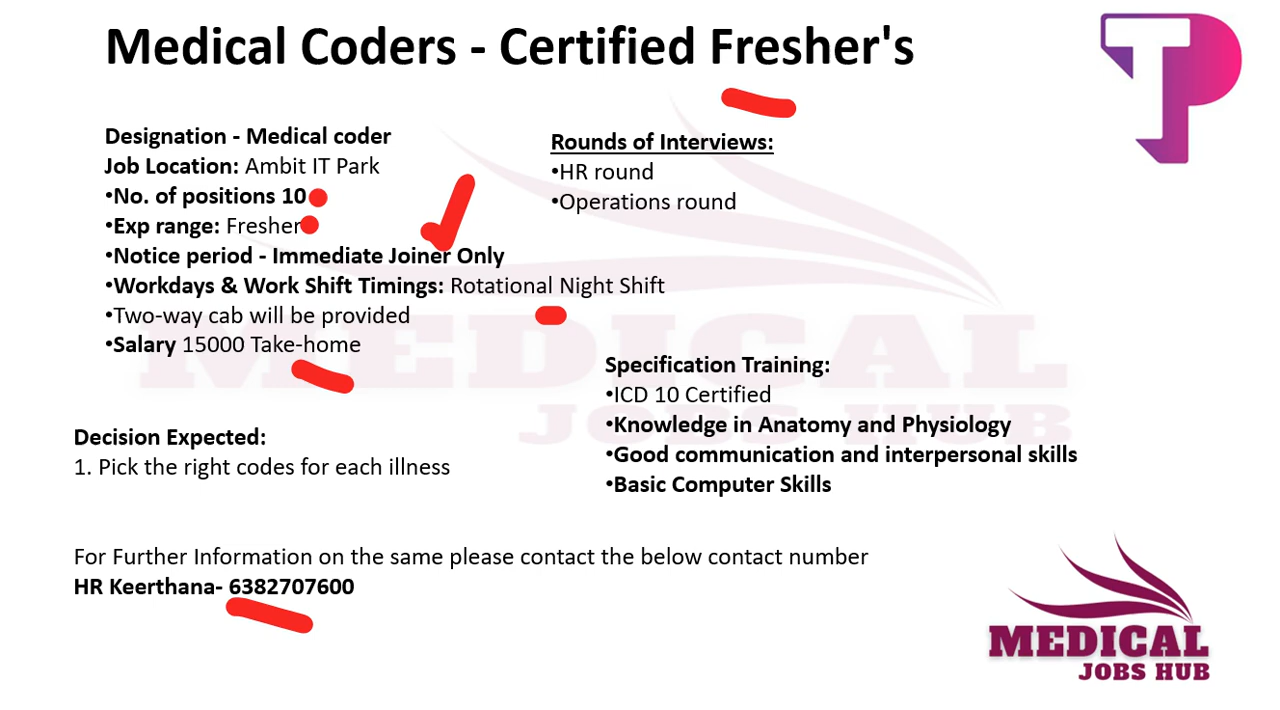 Medical Coders - Certified Fresher's
TP
Designation - Medical coder
Job Location: Ambit IT Park
•No. of positions 10
•Exp range: Fresher
•Notice period - Immediate Joiner Only
•Workdays & Work Shift Timings: Rotational Night Shift
•Two-way cab will be provided
•Salary 15000 Take-home
Rounds of Interviews:
•HR round
•Operations round
Specification Training:
•ICD 10 Certified
•Knowledge in Anatomy and Physiology
•Good communication and interpersonal skills
•Basic Computer Skills
Decision Expected:
1. Pick the right codes for each illness
For Further Information on the same please contact the below contact number
HR Keerthana- 6382707600
MEDICAL
JOBS HUB
MEDICAL
JOBS HUB